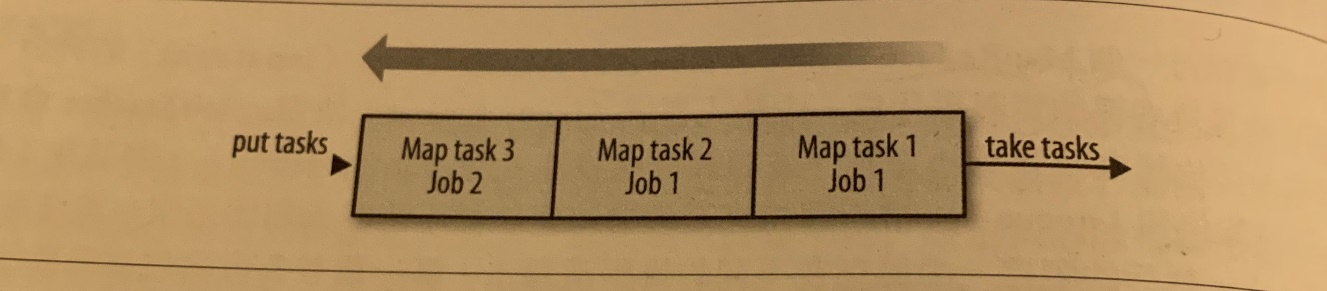 put tasks
Map task 3
Job 2
Map task 2
Job 1
Map task 1
Job 1
take tasks